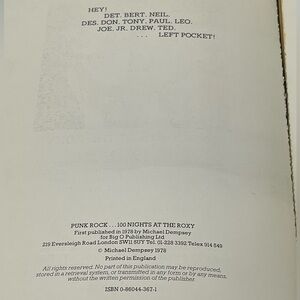 HEY!
DET. BERT. NEIL.
DES. DON. TONY. PAUL. LEO.
JOE. JR. DREW. TED.
... LEFT POCKET!
PUNK ROCK ... 100 NIGHTS AT THE ROXY
First published in 1978 by Michael Dempsey
for Big O Publishing Ltd
219 Eversleigh Road London SW11 5UY Tel. 01-228 3392 Telex 914 549
© Michael Dempsey 1978
Printed in England
All rights reserved. No part of this publication may be reproduced,
stored in a retrieval system, or transmitted in any form or by any means,
without the written permission of the publisher.
ISBN 0-86044-367-1